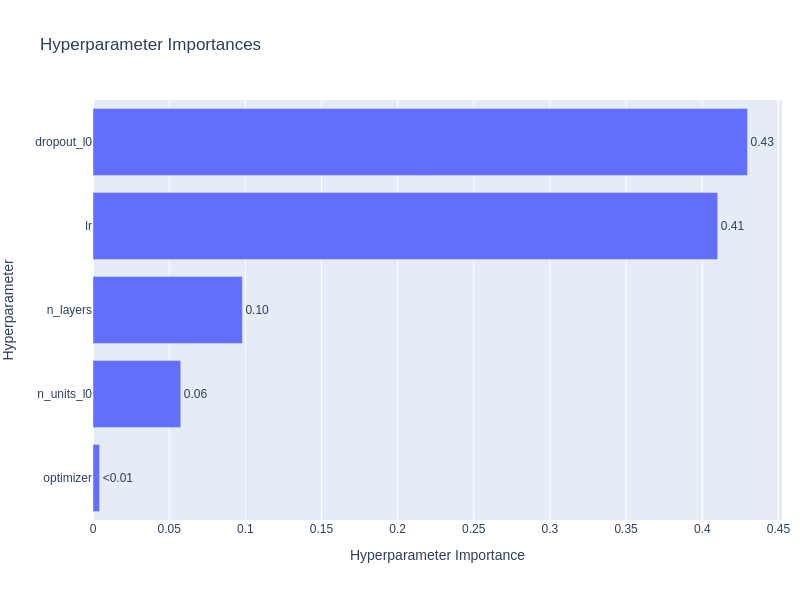 Hyperparameter Importances
dropout_l0
0.43
lr
0.41
n_layers
0.10
n_units_l0
0.06
optimizer
<0.01
0 0.05 0.1 0.15 0.2 0.25 0.3 0.35 0.4 0.45
Hyperparameter Importance
Hyperparameter